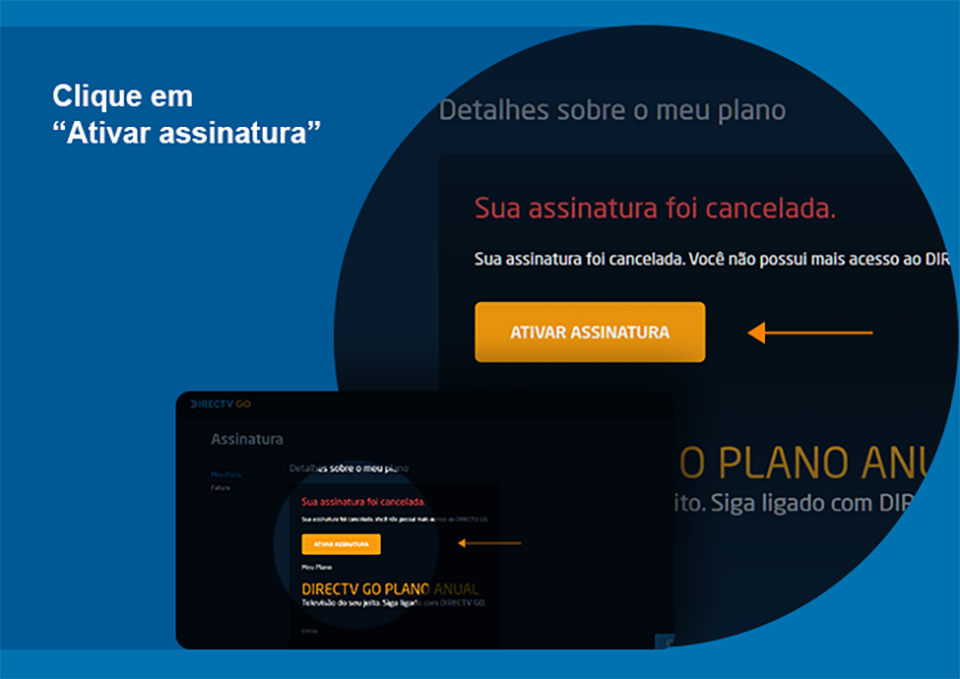 Clique em
“Ativar assinatura”
Detalhes sobre o meu plano
Sua assinatura foi cancelada.
Sua assinatura foi cancelada. Você não possui mais acesso ao DIR
ATIVAR ASSINATURA
O PLANO ANU
ito. Siga ligado com DIR
DIRECTV GO
Assinatura
Meu Plano
Fatura
Detalhes sobre o meu plano
Sua assinatura foi cancelada.
Sua assinatura foi cancelada. Você não possui mais acesso ao DIRECTV GO.
ATIVAR ASSINATURA
Meu Plano
DIRECTV GO PLANO ANUAL
Televisão do seu jeito. Siga ligado com DIRECTV GO.